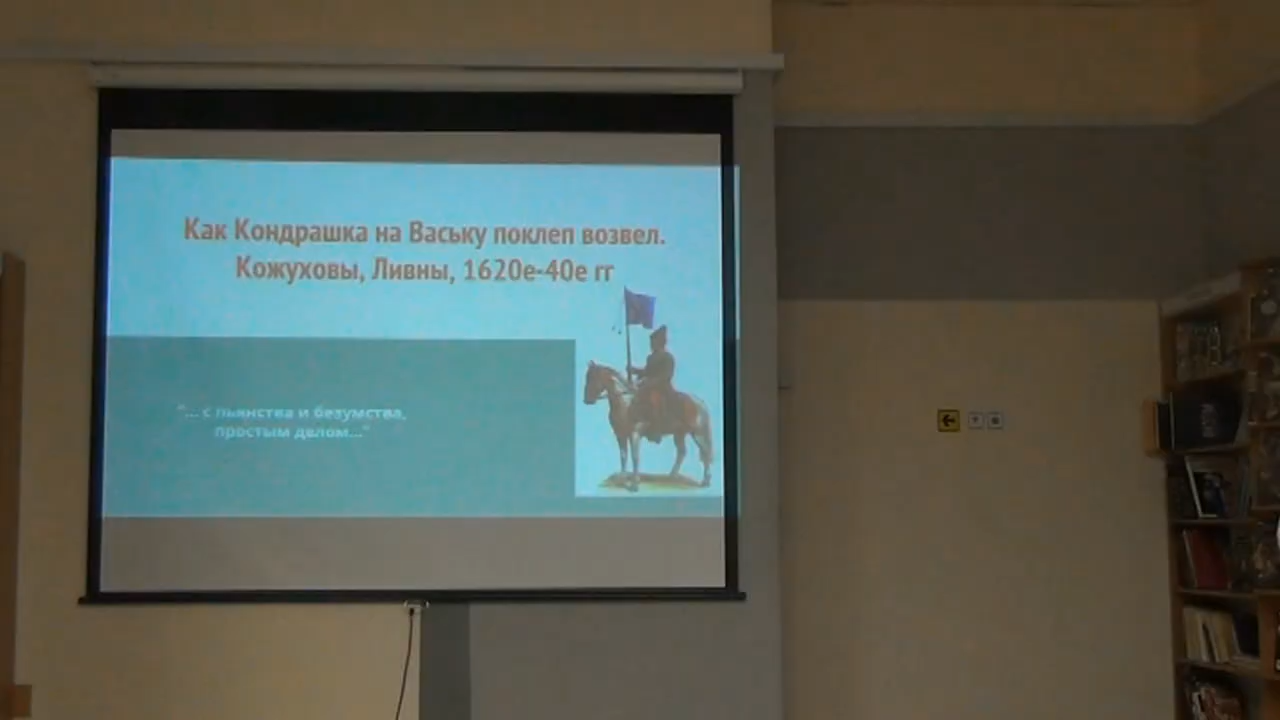 Как Кондрашка на Ваську поклеп возвел.
Кожуховы, Ливны, 1620е-40е гг
"... с пьянства и безумства,
простым делом..."